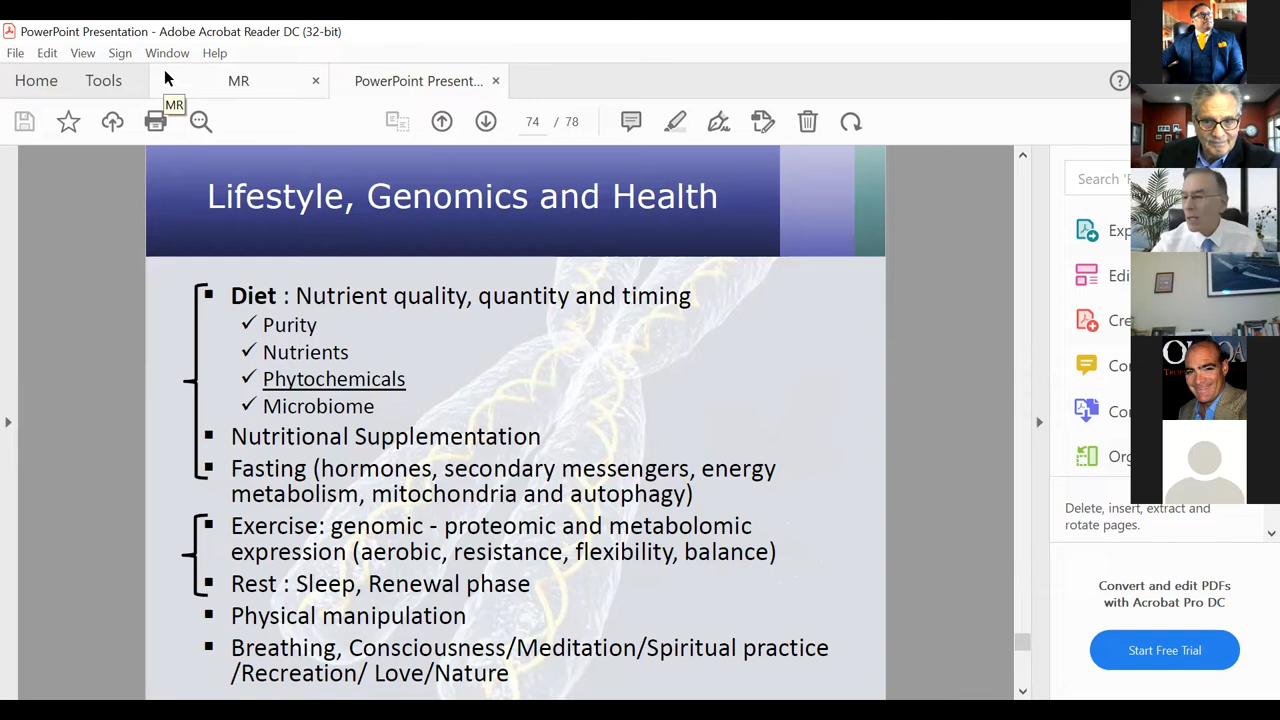 PowerPoint Presentation - Adobe Acrobat Reader DC (32-bit)
File Edit View Sign Window Help
Home Tools MR × PowerPoint Present... ×
MR
74 / 78
Lifestyle, Genomics and Health
Search
▪ Diet : Nutrient quality, quantity and timing
✓ Purity
✓ Nutrients
✓ Phytochemicals
✓ Microbiome
▪ Nutritional Supplementation
▪ Fasting (hormones, secondary messengers, energy
metabolism, mitochondria and autophagy)
▪ Exercise: genomic - proteomic and metabolomic
expression (aerobic, resistance, flexibility, balance)
▪ Rest : Sleep, Renewal phase
▪ Physical manipulation
▪ Breathing, Consciousness/Meditation/Spiritual practice
/Recreation/ Love/Nature
Delete, insert, extract and
rotate pages.
Convert and edit PDFs
with Acrobat Pro DC
Start Free Trial